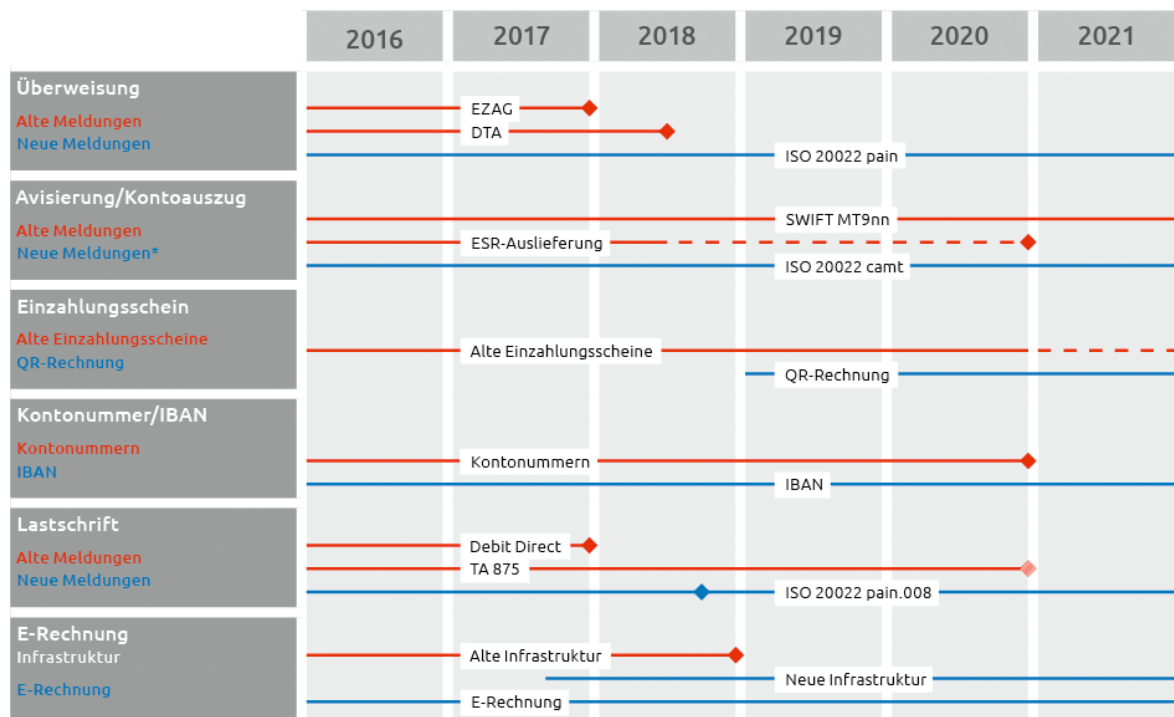 2016 2017 2018 2019 2020 2021
Überweisung
Alte Meldungen
Neue Meldungen
EZAG
DTA
ISO 20022 pain
Avisierung/Kontoauszug
Alte Meldungen
Neue Meldungen*
SWIFT MT9nn
ESR-Auslieferung
ISO 20022 camt
Einzahlungsschein
Alte Einzahlungsscheine
QR-Rechnung
Alte Einzahlungsscheine
QR-Rechnung
Kontonummer/IBAN
Kontonummern
IBAN
Kontonummern
IBAN
Lastschrift
Alte Meldungen
Neue Meldungen
Debit Direct
TA 875
ISO 20022 pain.008
E-Rechnung
Infrastruktur
E-Rechnung
Alte Infrastruktur
Neue Infrastruktur
E-Rechnung